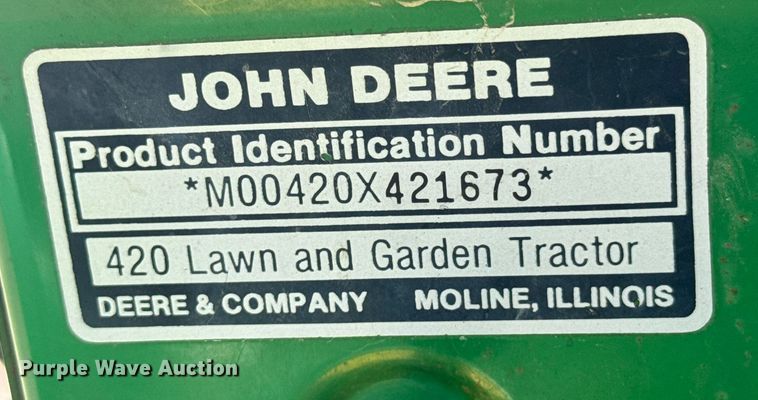 JOHN DEERE
Product Identification Number
*M00420X421673*
420 Lawn and Garden Tractor
DEERE & COMPANY MOLINE, ILLINOIS
Purple Wave Auction